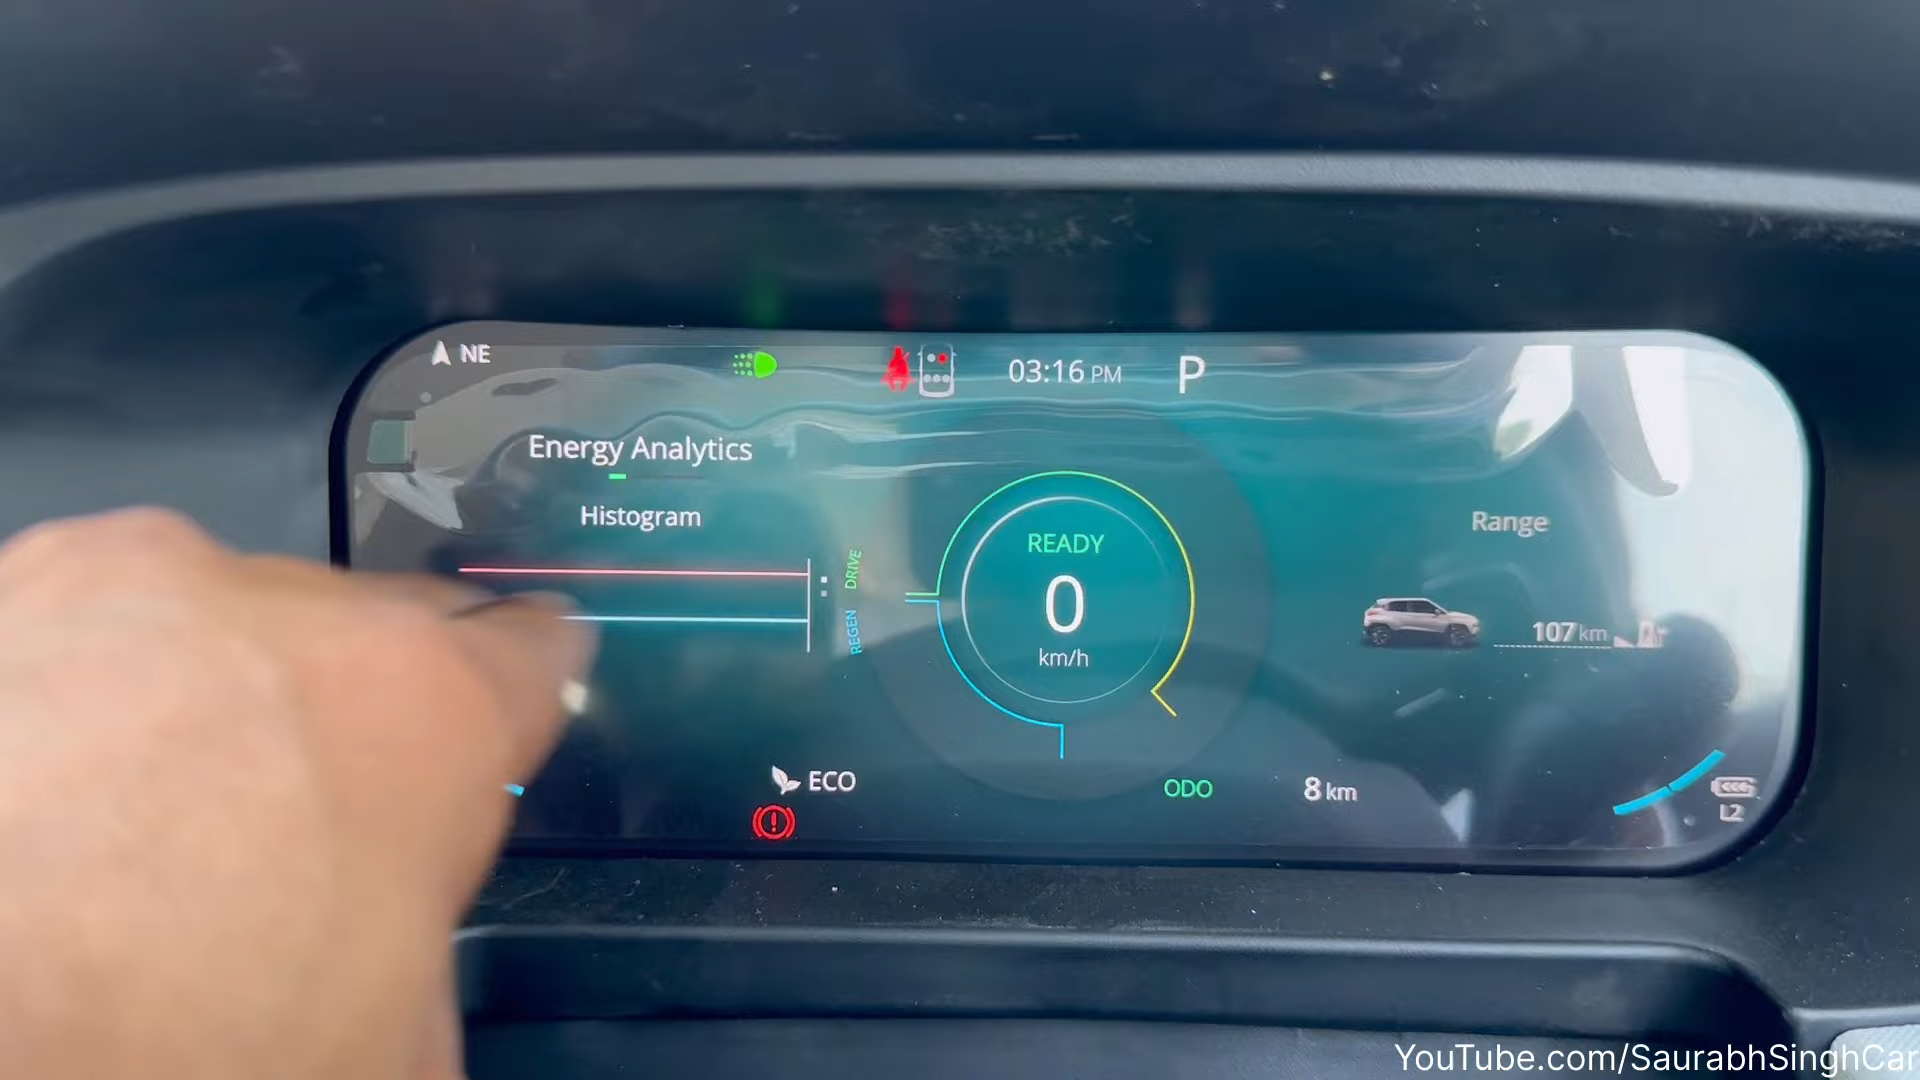 NE
03:16 PM
P
Energy Analytics
Histogram
DRIVE
REGEN
READY
0
km/h
Range
107 km
ECO
ODO
8 km
L2
YouTube.com/SaurabhSinghCar